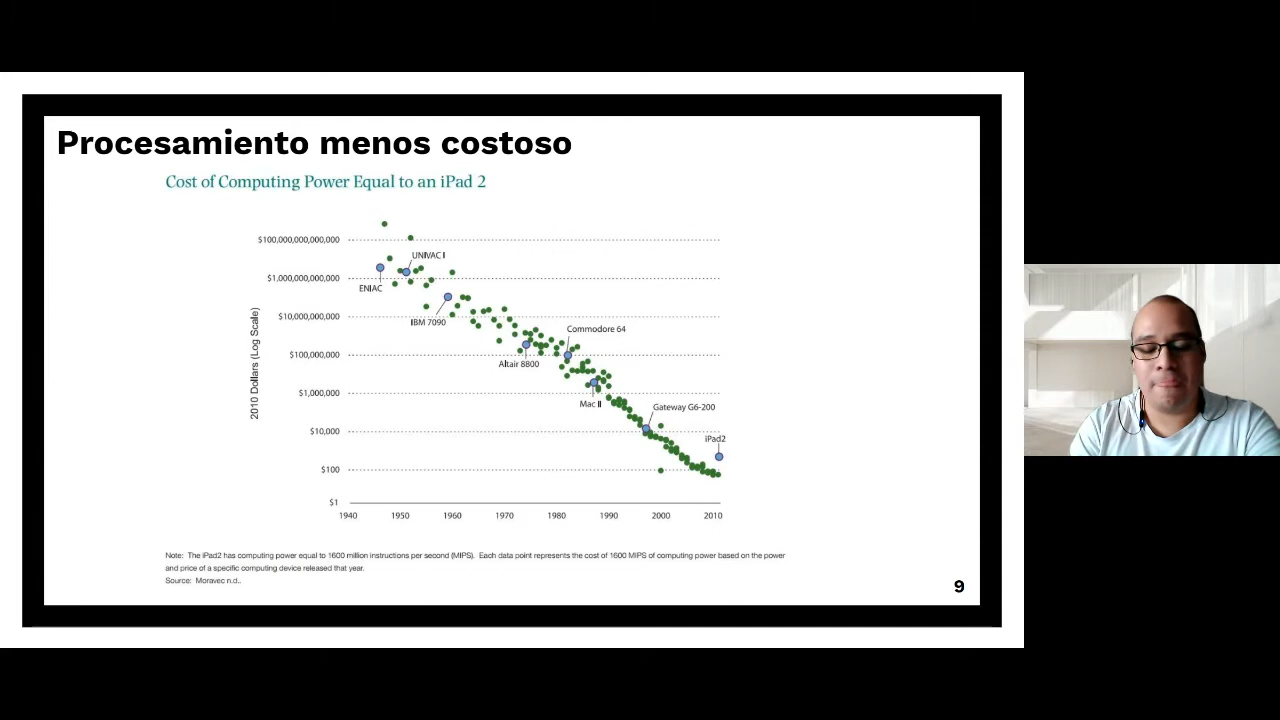 Procesamiento menos costoso
Cost of Computing Power Equal to an iPad 2
2010 Dollars (Log Scale)
$100,000,000,000,000
$1,000,000,000,000
$10,000,000,000
$100,000,000
$1,000,000
$10,000
$100
$1
ENIAC
UNIVAC I
IBM 7090
Altair 8800
Commodore 64
Mac II
Gateway G6-200
iPad2
1940 1950 1960 1970 1980 1990 2000 2010
Note: The iPad2 has computing power equal to 1600 million instructions per second (MIPS). Each data point represents the cost of 1600 MIPS of computing power based on the power
and price of a specific computing device released that year.
Source: Moravec n.d..
9